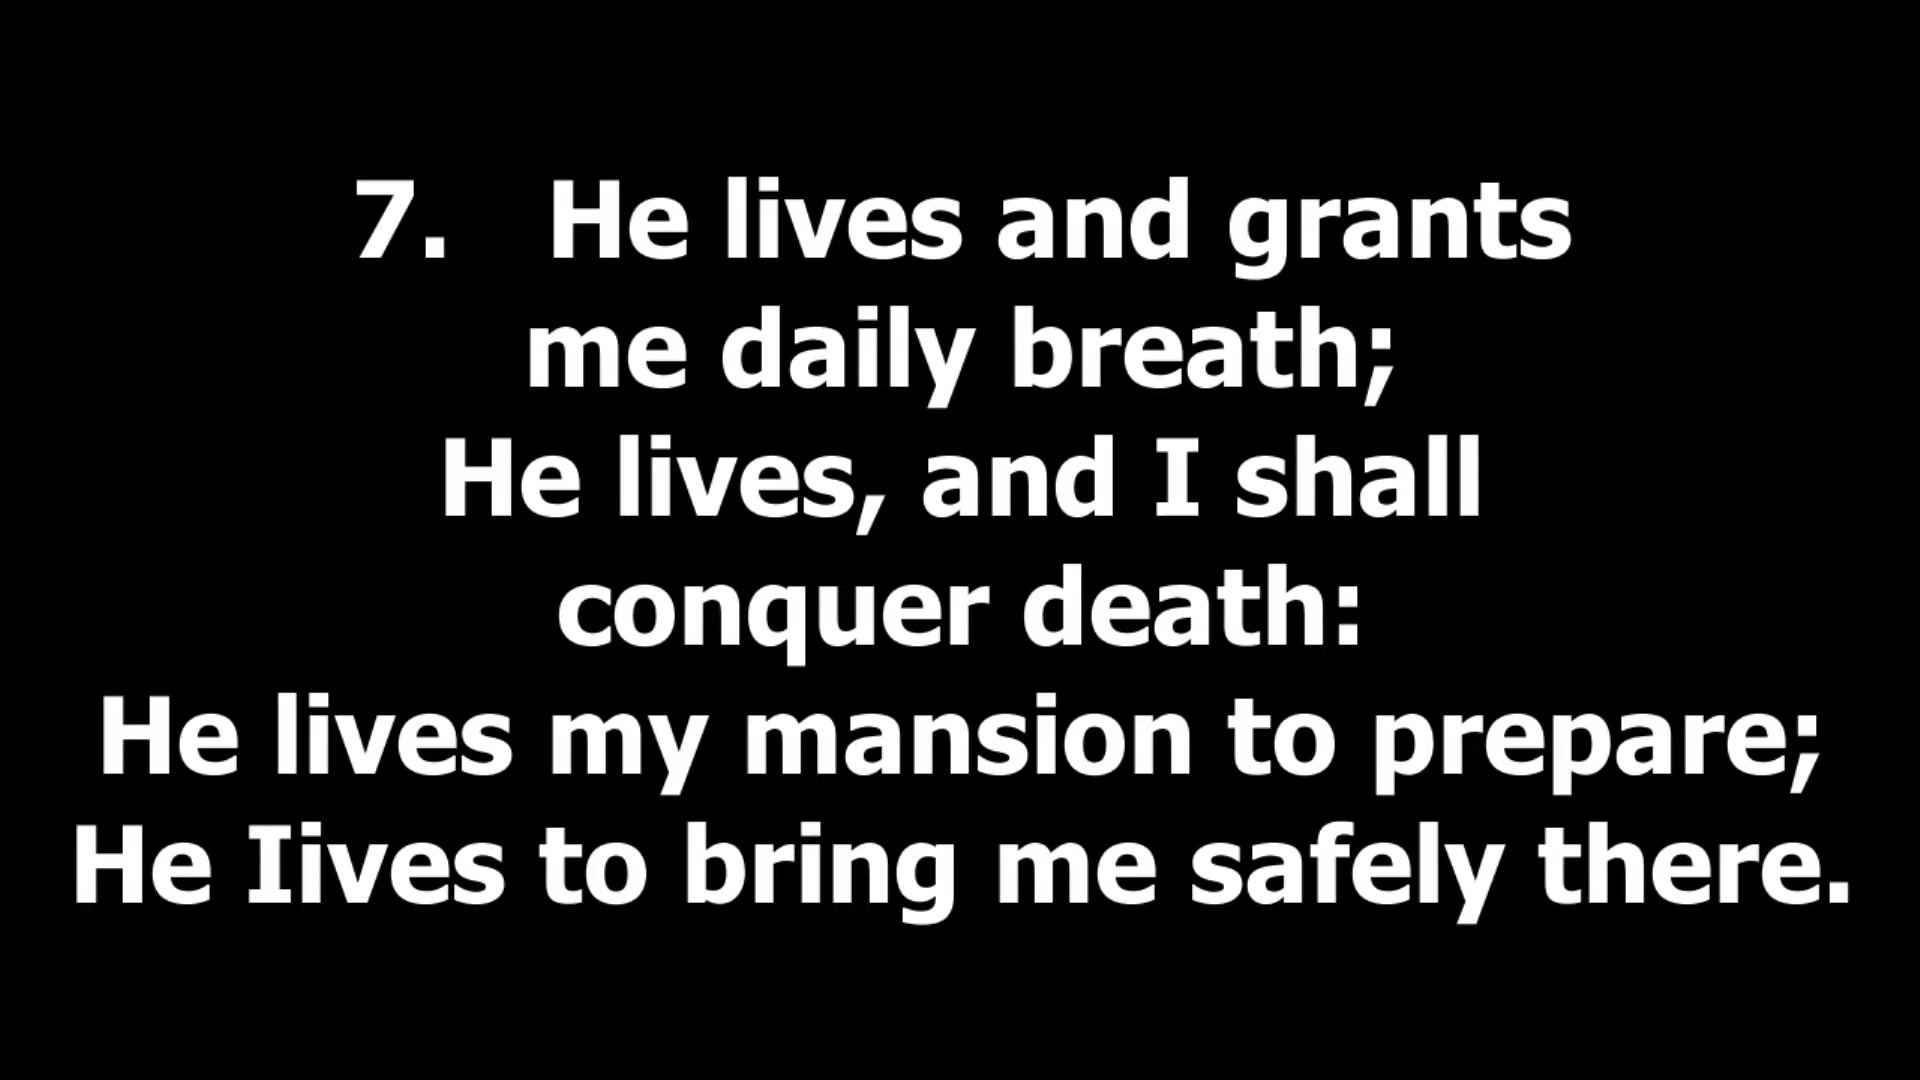 7. He lives and grants
me daily breath;
He lives, and I shall
conquer death:
He lives my mansion to prepare;
He Iives to bring me safely there.